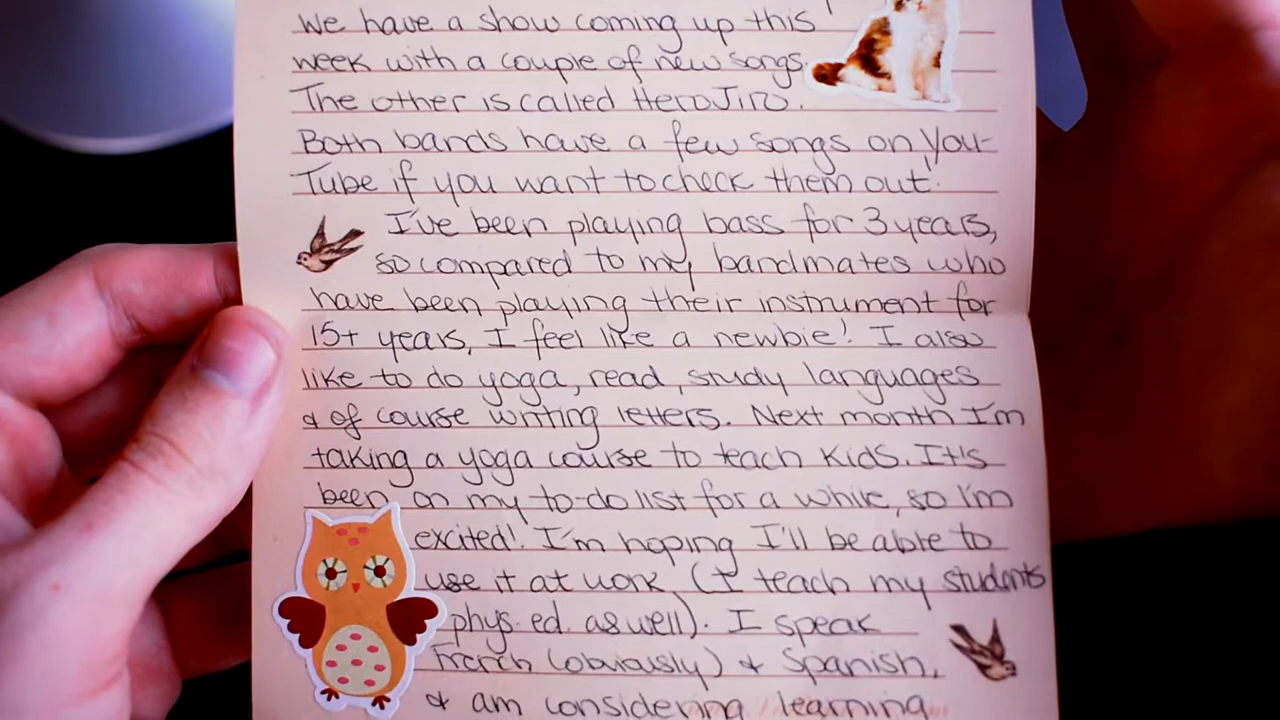 We have a show coming up this
week with a couple of new songs.
The other is called HeroJiro.
Both bands have a few songs on You-
Tube if you want to check them out.
I've been playing bass for 3 years,
so compared to my bandmates who
have been playing their instrument for
15+ years, I feel like a newbie! I also
like to do yoga, read, study languages
& of course writing letters. Next month I'm
taking a yoga course to teach kids. It's
been on my to-do list for a while, so I'm
excited! I'm hoping I'll be able to
use it at work (I teach my students
phys. ed. as well). I speak
French (obviously) & Spanish,
& am considering learning